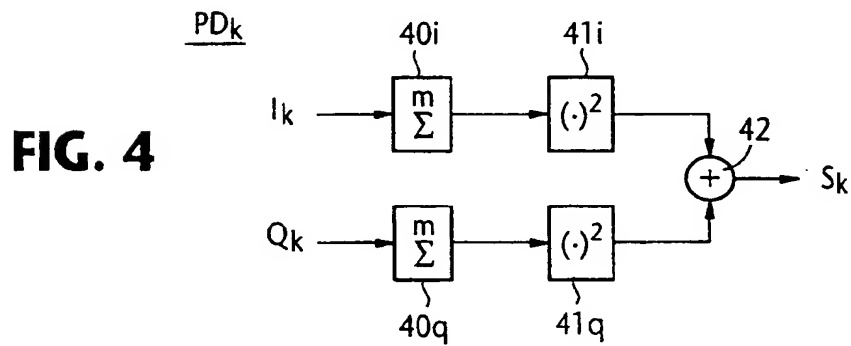 PDk
40i 41i
Ik m Σ (·)² 42
FIG. 4
+ Sk
Qk m Σ (·)²
40q 41q